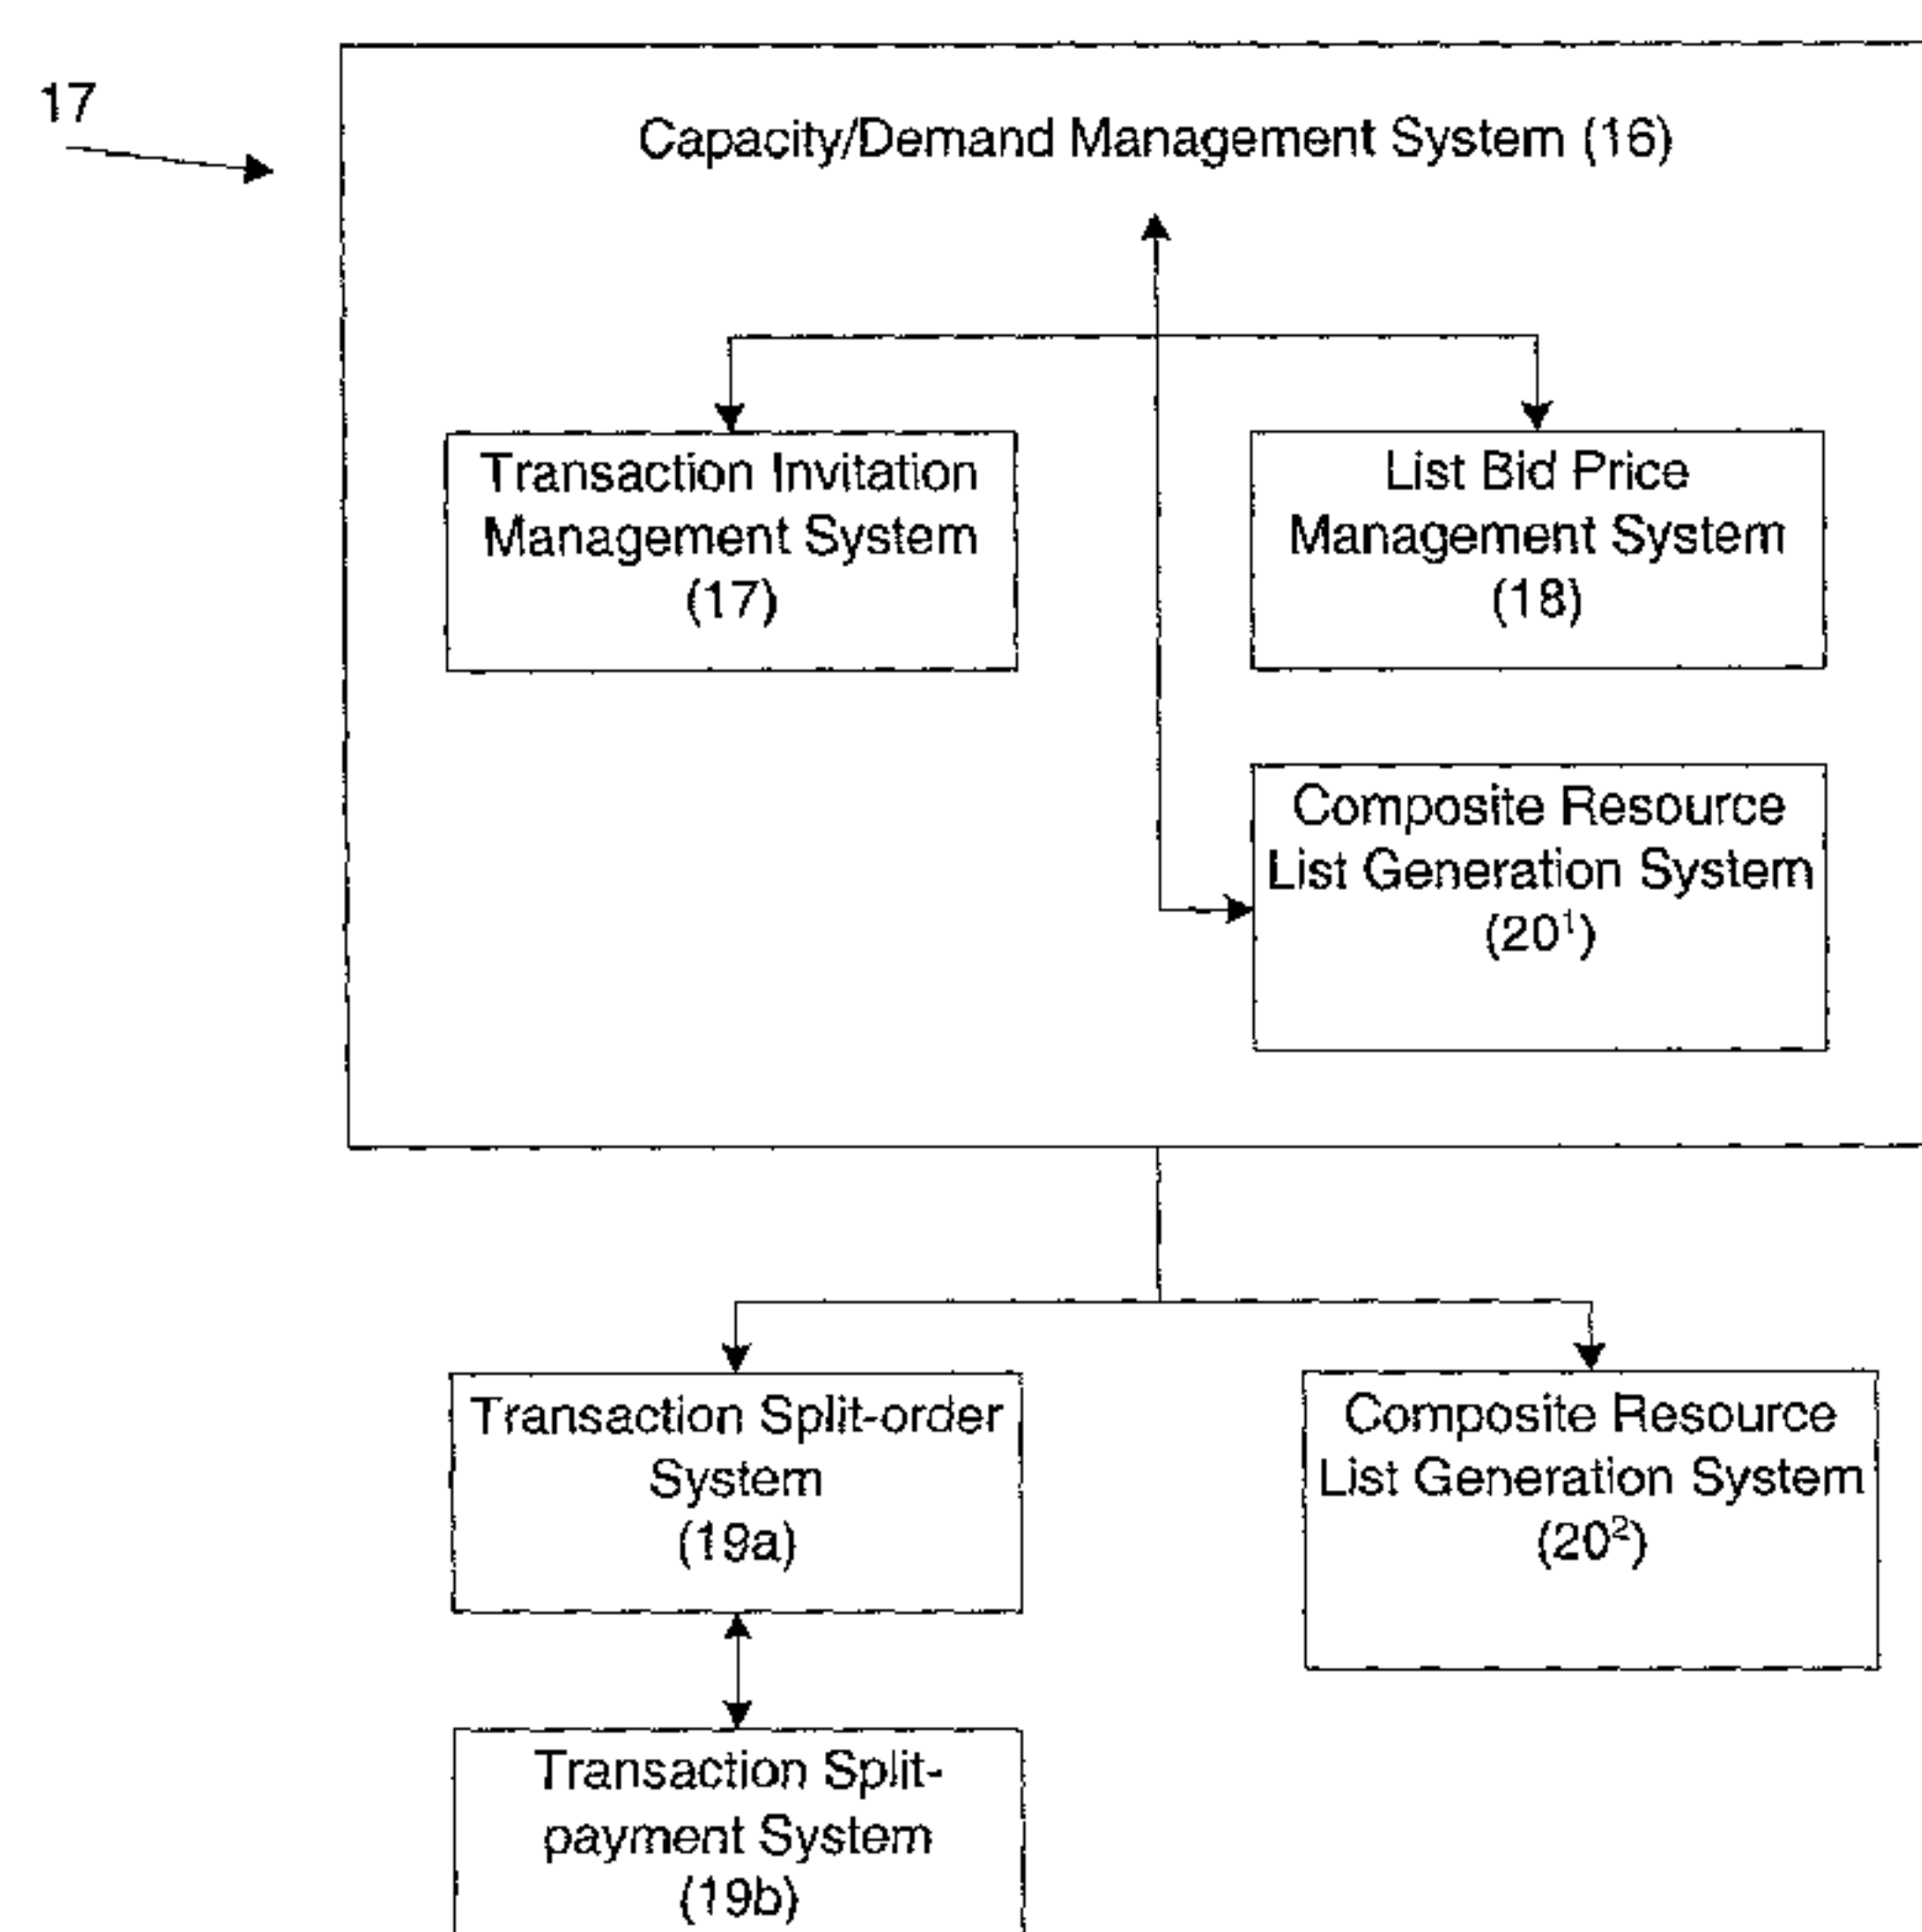 17
Capacity/Demand Management System (16)
Transaction Invitation
Management System
(17)
List Bid Price
Management System
(18)
Composite Resource
List Generation System
(20¹)
Transaction Split-order
System
(19a)
Composite Resource
List Generation System
(20²)
Transaction Split-
payment System
(19b)